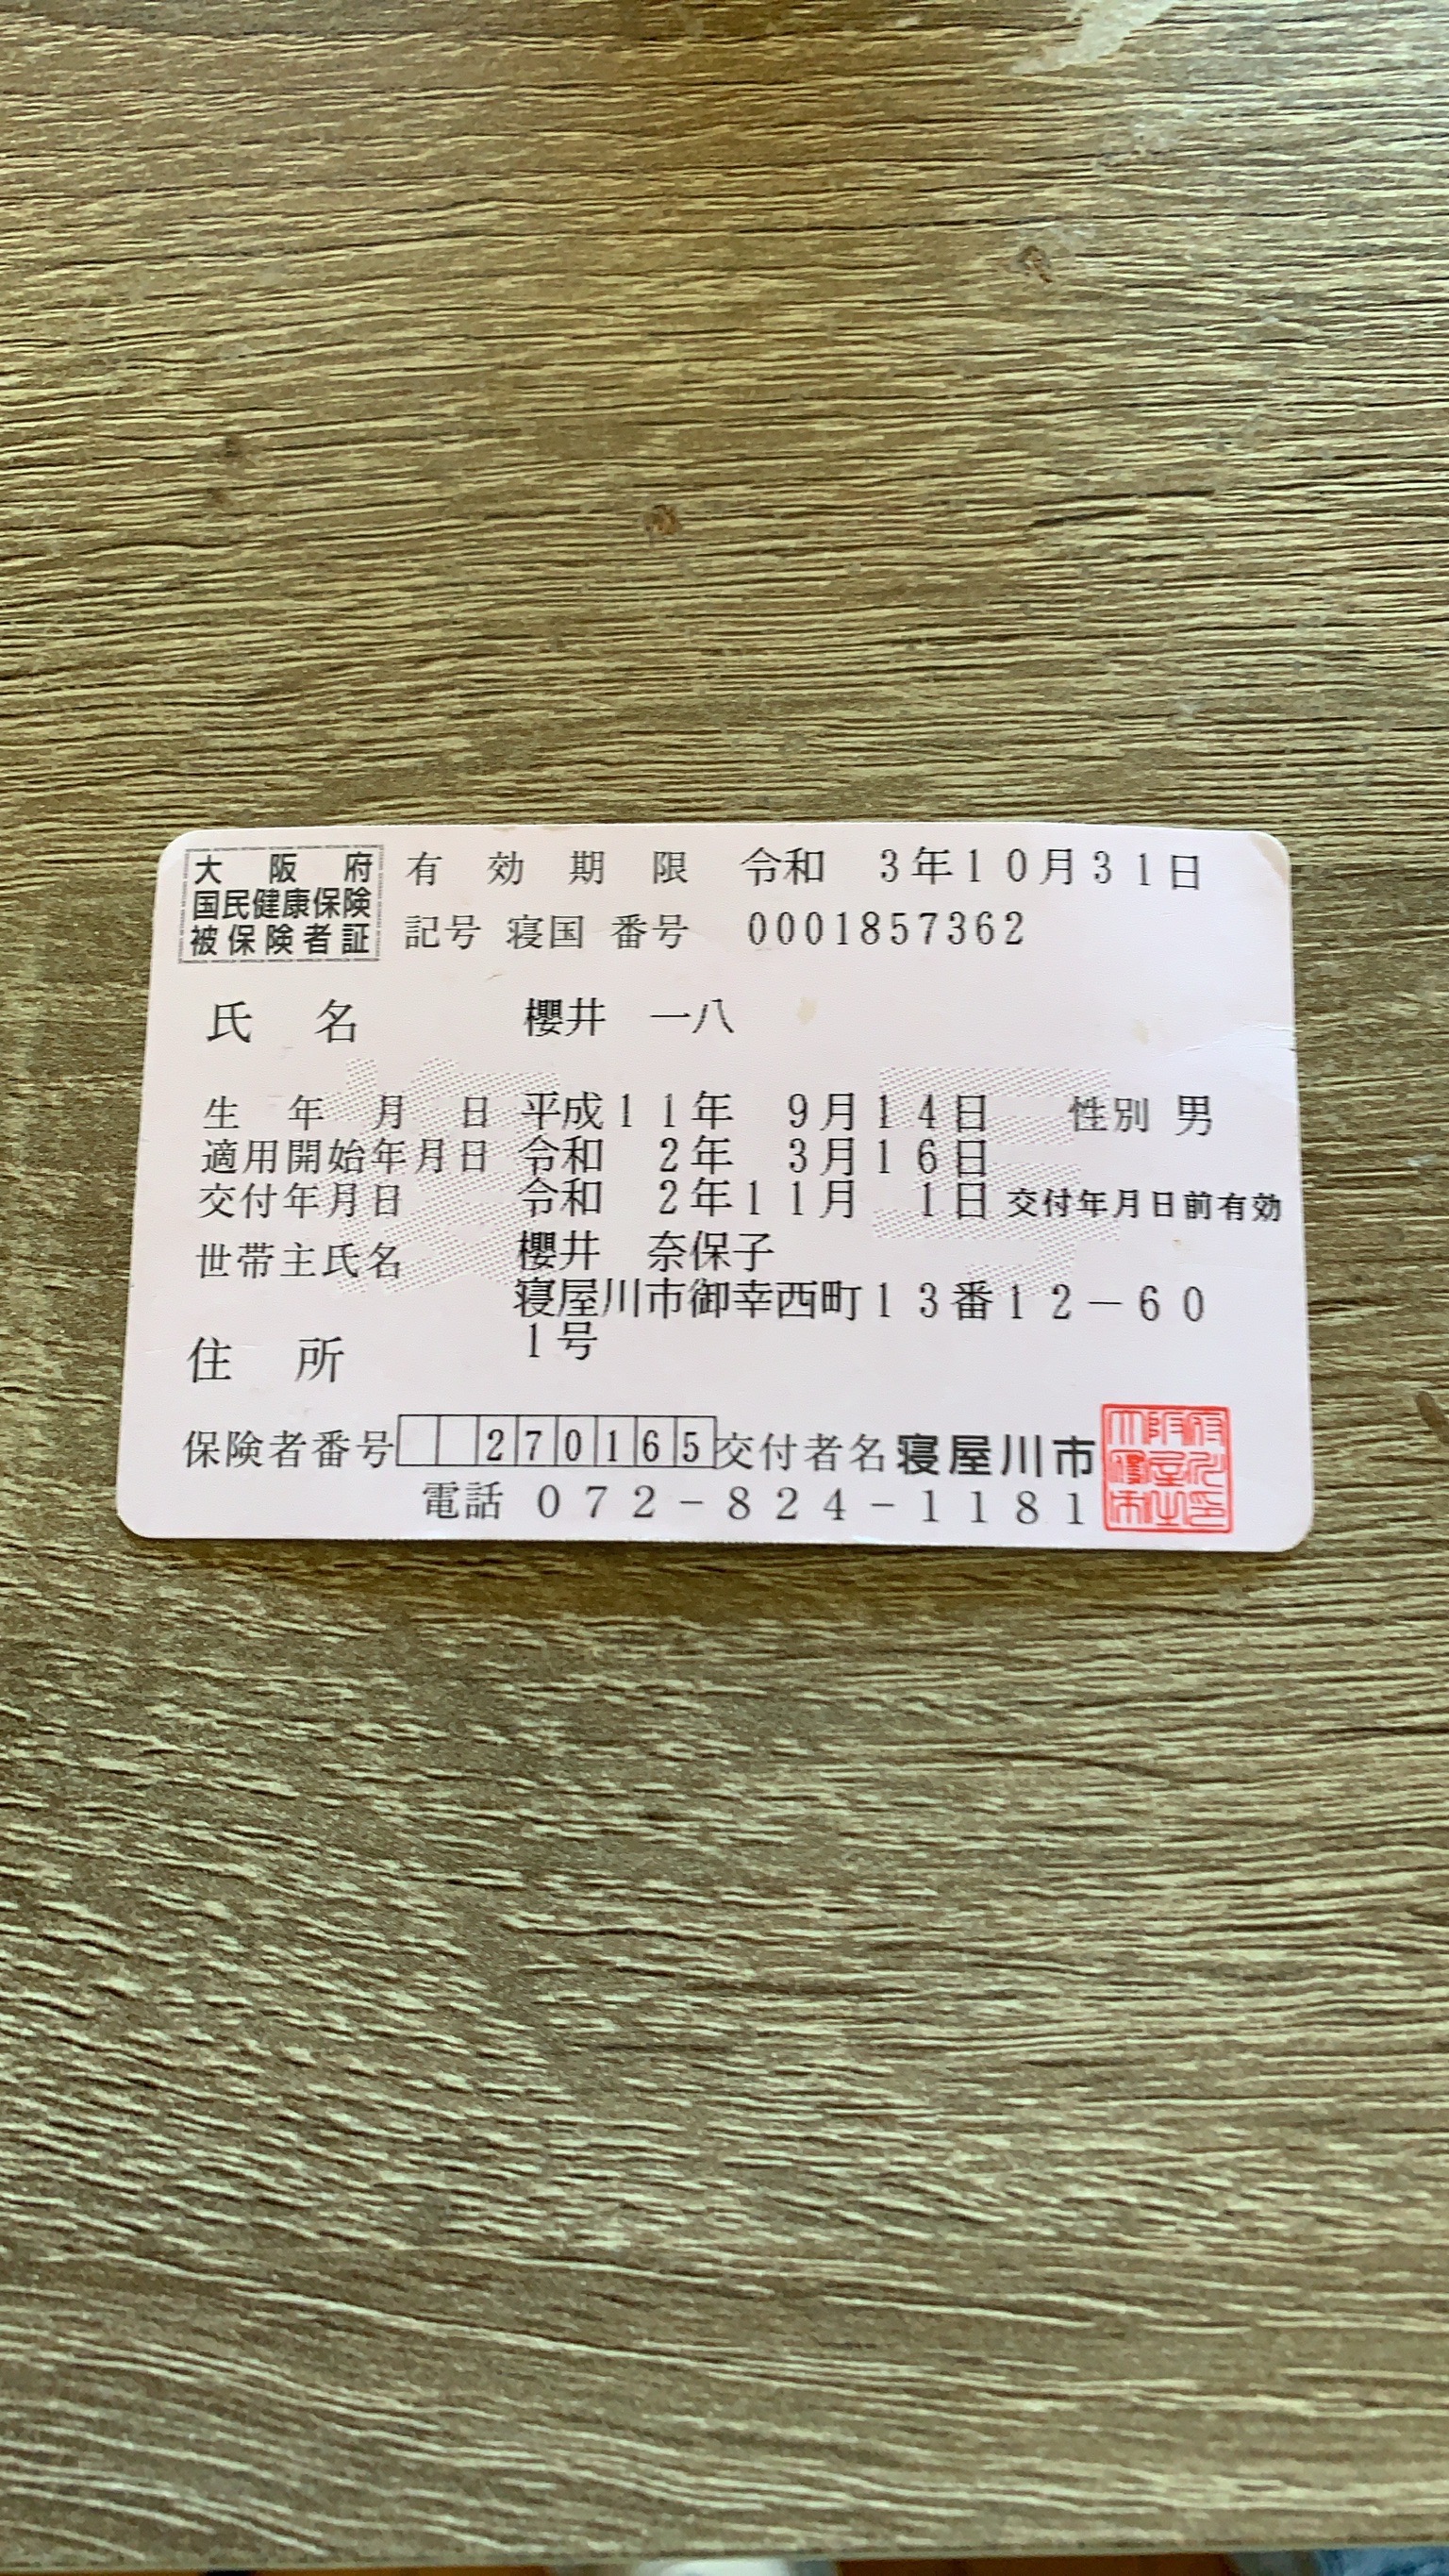 大阪府
国民健康保険
被保険者証
有効期限 令和 3年10月31日
記号 寝国 番号 0001857362
氏名 櫻井 一八
生年月日 平成11年 9月14日 性別 男
適用開始年月日 令和 2年 3月16日
交付年月日 令和 2年11月 1日 交付年月日前有効
世帯主氏名 櫻井 奈保子
住所 寝屋川市御幸西町13番12-60
1号
保険者番号 270165 交付者名 寝屋川市
電話 072-824-1181